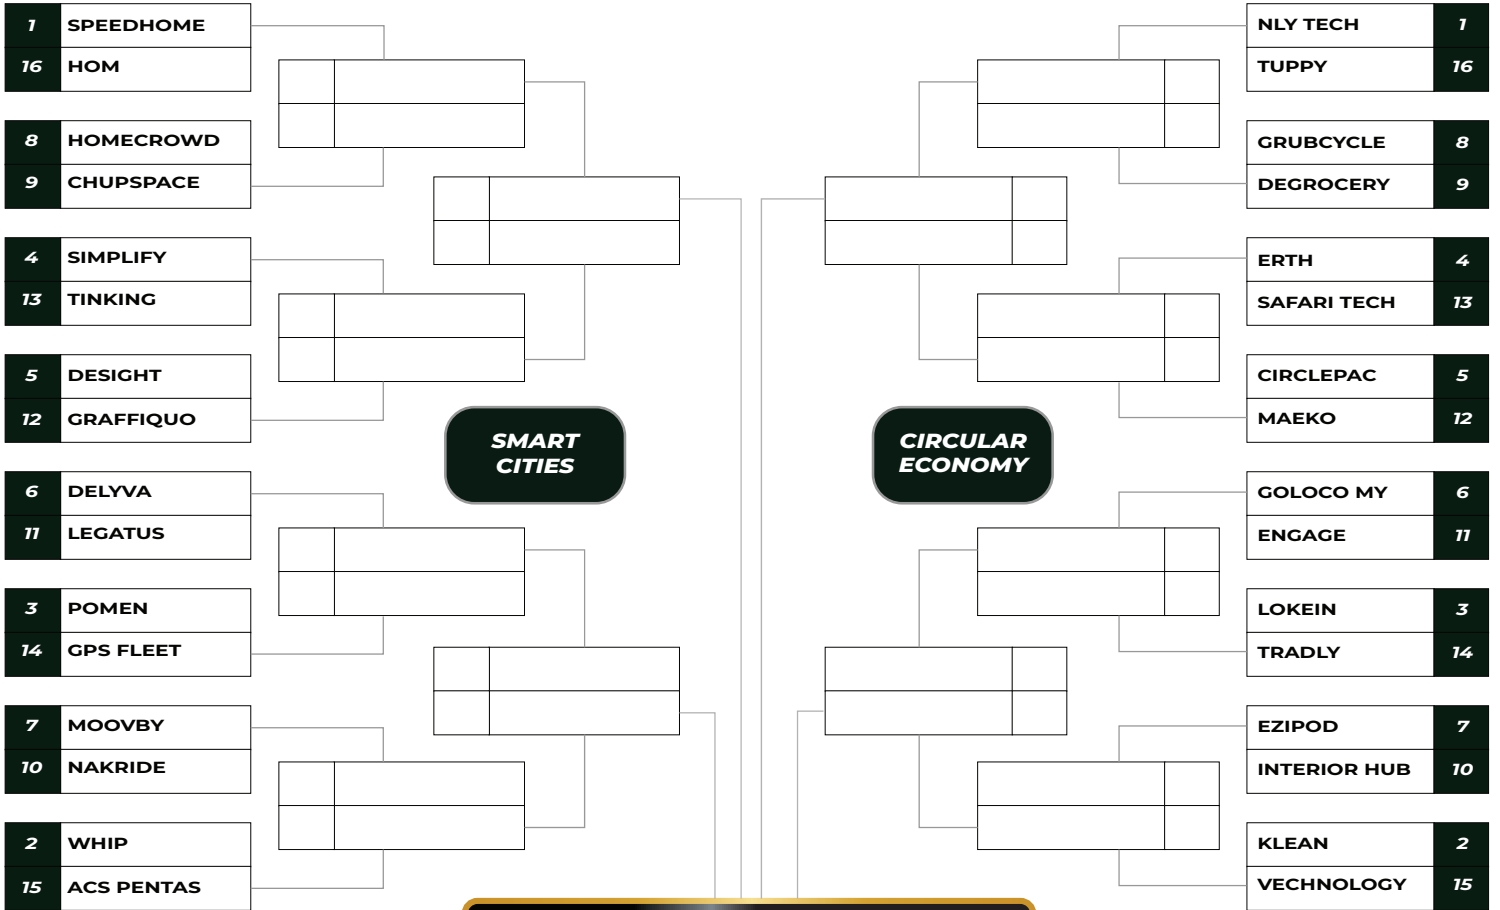 1 SPEEDHOME
16 HOM
8 HOMECROWD
9 CHUPSPACE
4 SIMPLIFY
13 TINKING
5 DESIGHT
12 GRAFFIQUO
6 DELYVA
11 LEGATUS
3 POMEN
14 GPS FLEET
7 MOOVBY
10 NAKRIDE
2 WHIP
15 ACS PENTAS
SMART
CITIES
CIRCULAR
ECONOMY
NLY TECH 1
TUPPY 16
GRUBCYCLE 8
DEGROCERY 9
ERTH 4
SAFARI TECH 13
CIRCLEPAC 5
MAEKO 12
GOLOCO MY 6
ENGAGE 11
LOKEIN 3
TRADLY 14
EZIPOD 7
INTERIOR HUB 10
KLEAN 2
VECHNOLOGY 15